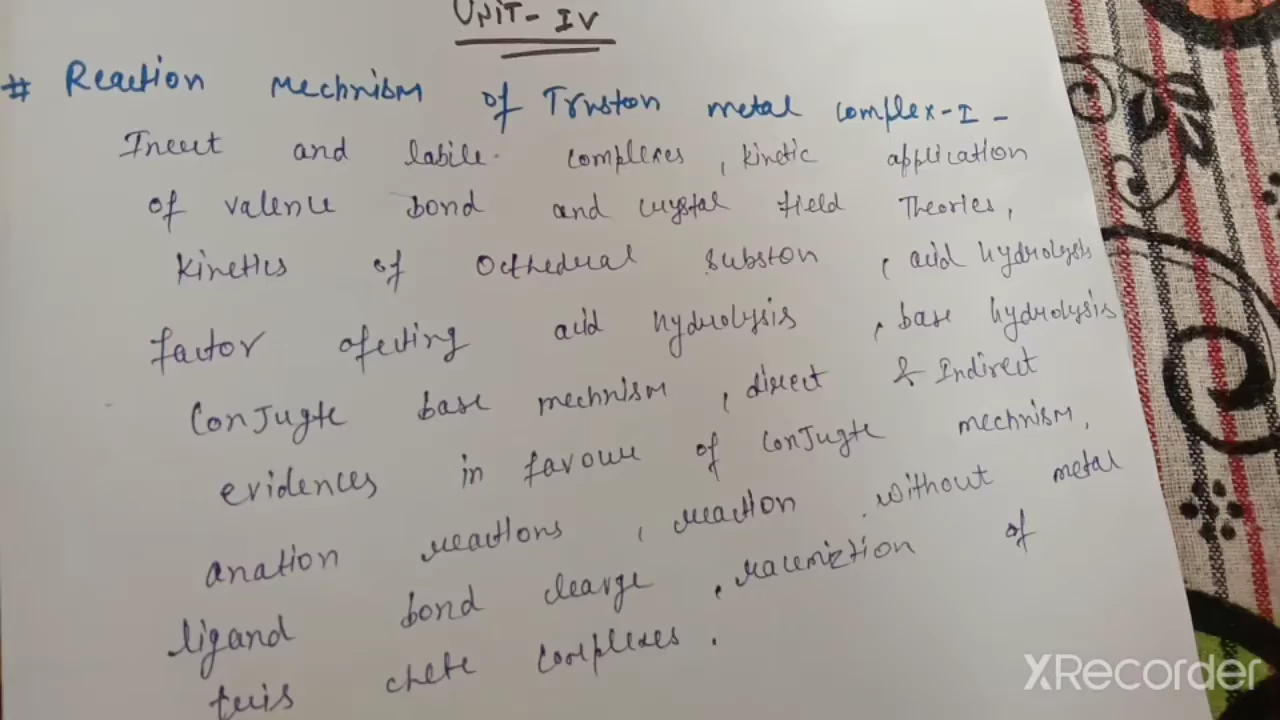 UNIT- IV
# Reaction mechnism of Trnston metal complex-I -
Inert and labile complexes, kinetic application
of valence bond and crystal field Theories,
Kinetics of Octhedral subston, acid hydrolysis
factor afecting acid hydrolysis, base hydrolysis
Conjugte base mechnism, direct & Indirect
evidences in favour of conjugte mechnism,
anation reactions, reaction without metal
ligand bond cleavge, racemiztion of
tris chete complexes.
XRecorder